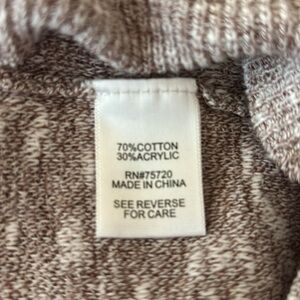 70%COTTON
30%ACRYLIC
RN#75720
MADE IN CHINA
SEE REVERSE
FOR CARE